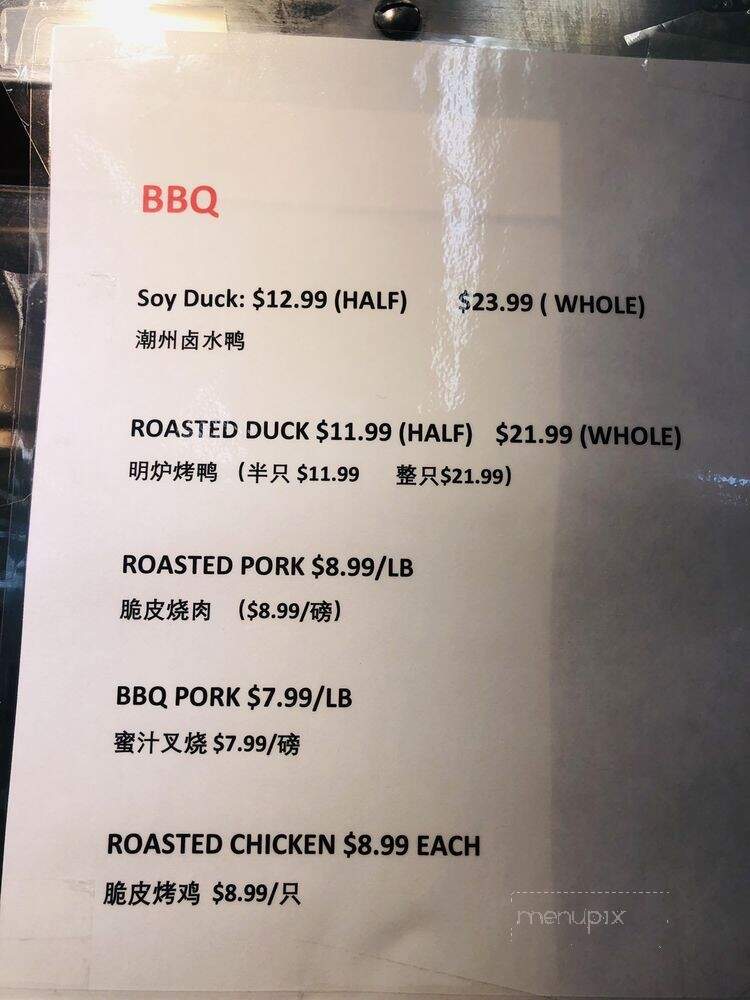 BBQ
Soy Duck: $12.99 (HALF) $23.99 ( WHOLE)
潮州卤水鸭
ROASTED DUCK $11.99 (HALF) $21.99 (WHOLE)
明炉烤鸭 (半只 $11.99 整只$21.99)
ROASTED PORK $8.99/LB
脆皮烧肉 ($8.99/磅)
BBQ PORK $7.99/LB
蜜汁叉烧 $7.99/磅
ROASTED CHICKEN $8.99 EACH
脆皮烤鸡 $8.99/只
menupix